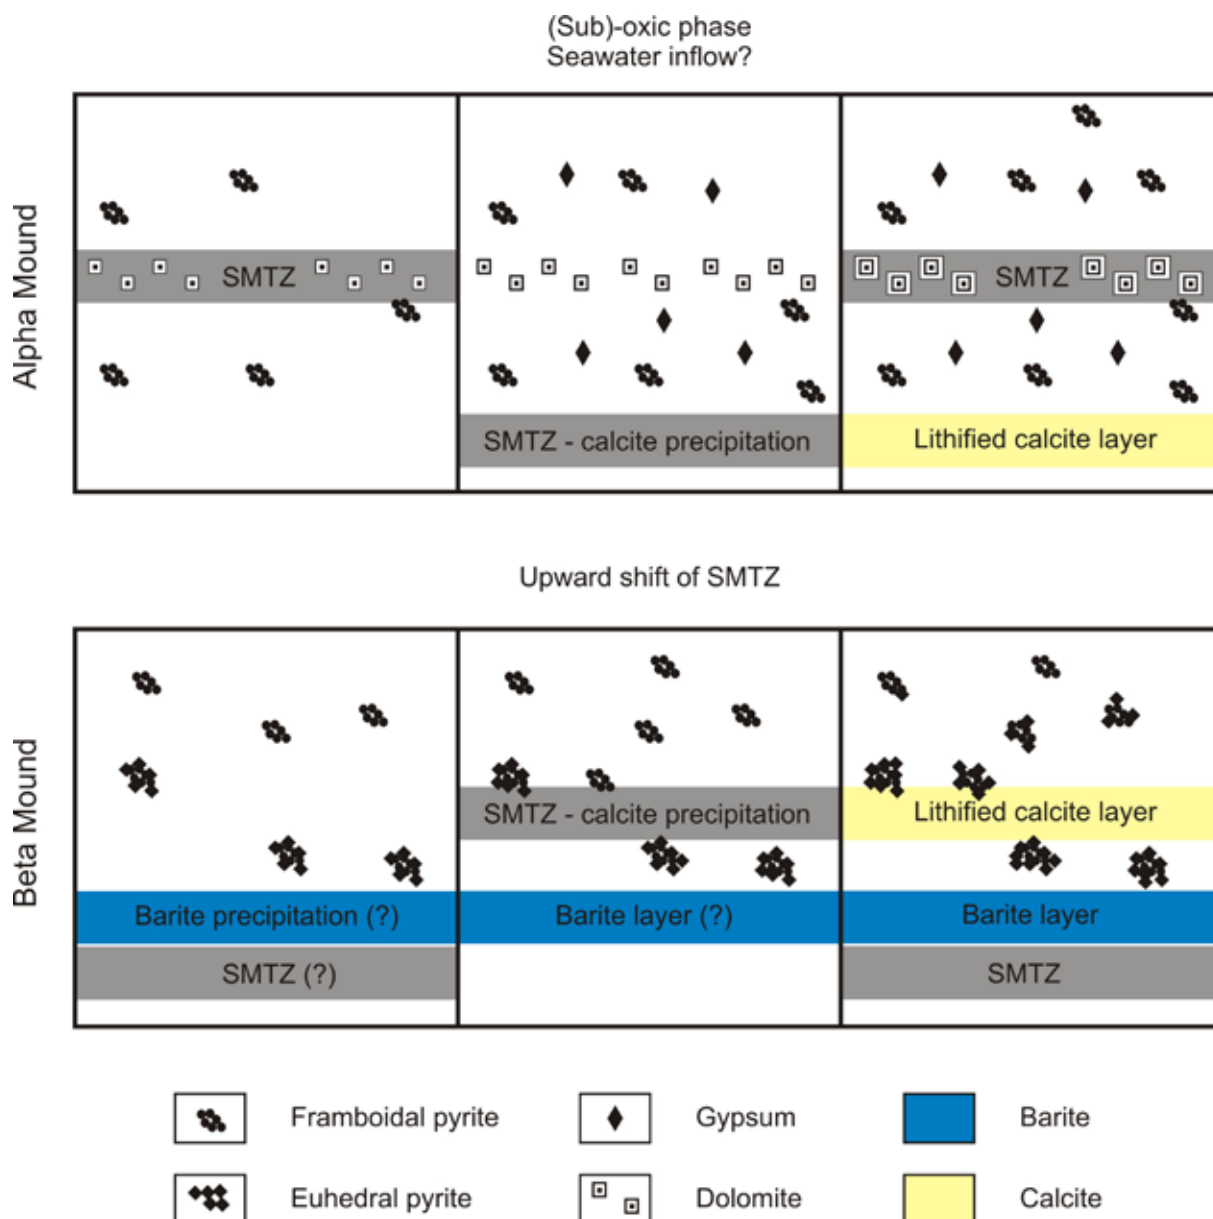 (Sub)-oxic phase
Seawater inflow?
Alpha Mound
SMTZ
SMTZ - calcite precipitation
SMTZ
Lithified calcite layer
Upward shift of SMTZ
Beta Mound
Barite precipitation (?)
SMTZ (?)
SMTZ - calcite precipitation
Barite layer (?)
Lithified calcite layer
Barite layer
SMTZ
Framboidal pyrite
Gypsum
Barite
Euhedral pyrite
Dolomite
Calcite